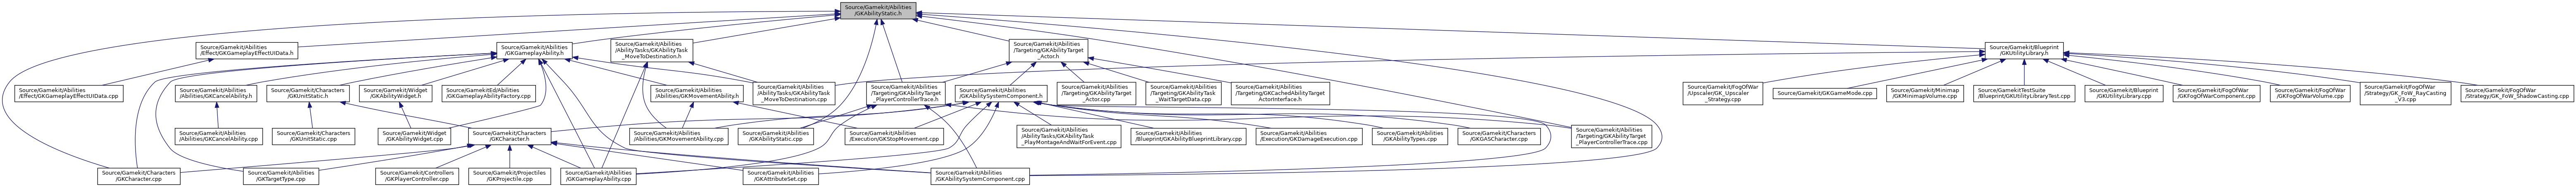 Source/Gamekit/Abilities
/GKAbilityStatic.h
Source/Gamekit/Abilities
/Effect/GKGameplayEffectUIData.h
Source/Gamekit/Abilities
/GKGameplayAbility.h
Source/Gamekit/Abilities
/AbilityTasks/GKAbilityTask
_MoveToDestination.h
Source/Gamekit/Abilities
/Targeting/GKAbilityTarget
_Actor.h
Source/Gamekit/Blueprint
/GKUtilityLibrary.h
Source/Gamekit/Abilities
/Effect/GKGameplayEffectUIData.cpp
Source/Gamekit/Abilities
/Abilities/GKCancelAbility.h
Source/Gamekit/Characters
/GKUnitStatic.h
Source/Gamekit/Widget
/GKAbilityWidget.h
Source/GamekitEd/Abilities
/GKGameplayAbilityFactory.cpp
Source/Gamekit/Abilities
/Abilities/GKMovementAbility.h
Source/Gamekit/Abilities
/AbilityTasks/GKAbilityTask
_MoveToDestination.cpp
Source/Gamekit/Abilities
/Targeting/GKAbilityTarget
_PlayerControllerTrace.h
Source/Gamekit/Abilities
/GKAbilitySystemComponent.h
Source/Gamekit/Abilities
/Targeting/GKAbilityTarget
_Actor.cpp
Source/Gamekit/Abilities
/AbilityTasks/GKAbilityTask
_WaitTargetData.cpp
Source/Gamekit/Abilities
/Targeting/GKCachedAbilityTarget
ActorInterface.h
Source/Gamekit/FogOfWar
/Upscaler/GK_Upscaler
_Strategy.cpp
Source/Gamekit/GKGameMode.cpp
Source/Gamekit/Minimap
/GKMinimapVolume.cpp
Source/GamekitTestSuite
/Blueprint/GKUtilityLibraryTest.cpp
Source/Gamekit/Blueprint
/GKUtilityLibrary.cpp
Source/Gamekit/FogOfWar
/GKFogOfWarComponent.cpp
Source/Gamekit/FogOfWar
/GKFogOfWarVolume.cpp
Source/Gamekit/FogOfWar
/Strategy/GK_FoW_RayCasting
_V3.cpp
Source/Gamekit/FogOfWar
/Strategy/GK_FoW_ShadowCasting.cpp
Source/Gamekit/Abilities
/Abilities/GKCancelAbility.cpp
Source/Gamekit/Characters
/GKUnitStatic.cpp
Source/Gamekit/Widget
/GKAbilityWidget.cpp
Source/Gamekit/Characters
/GKCharacter.h
Source/Gamekit/Abilities
/Abilities/GKMovementAbility.cpp
Source/Gamekit/Abilities
/GKAbilityStatic.cpp
Source/Gamekit/Abilities
/Execution/GKStopMovement.cpp
Source/Gamekit/Abilities
/AbilityTasks/GKAbilityTask
_PlayMontageAndWaitForEvent.cpp
Source/Gamekit/Abilities
/Blueprint/GKAbilityBlueprintLibrary.cpp
Source/Gamekit/Abilities
/Execution/GKDamageExecution.cpp
Source/Gamekit/Abilities
/GKAbilityTypes.cpp
Source/Gamekit/Characters
/GKGASCharacter.cpp
Source/Gamekit/Abilities
/Targeting/GKAbilityTarget
_PlayerControllerTrace.cpp
Source/Gamekit/Characters
/GKCharacter.cpp
Source/Gamekit/Abilities
/GKTargetType.cpp
Source/Gamekit/Controllers
/GKPlayerController.cpp
Source/Gamekit/Projectiles
/GKProjectile.cpp
Source/Gamekit/Abilities
/GKGameplayAbility.cpp
Source/Gamekit/Abilities
/GKAttributeSet.cpp
Source/Gamekit/Abilities
/GKAbilitySystemComponent.cpp